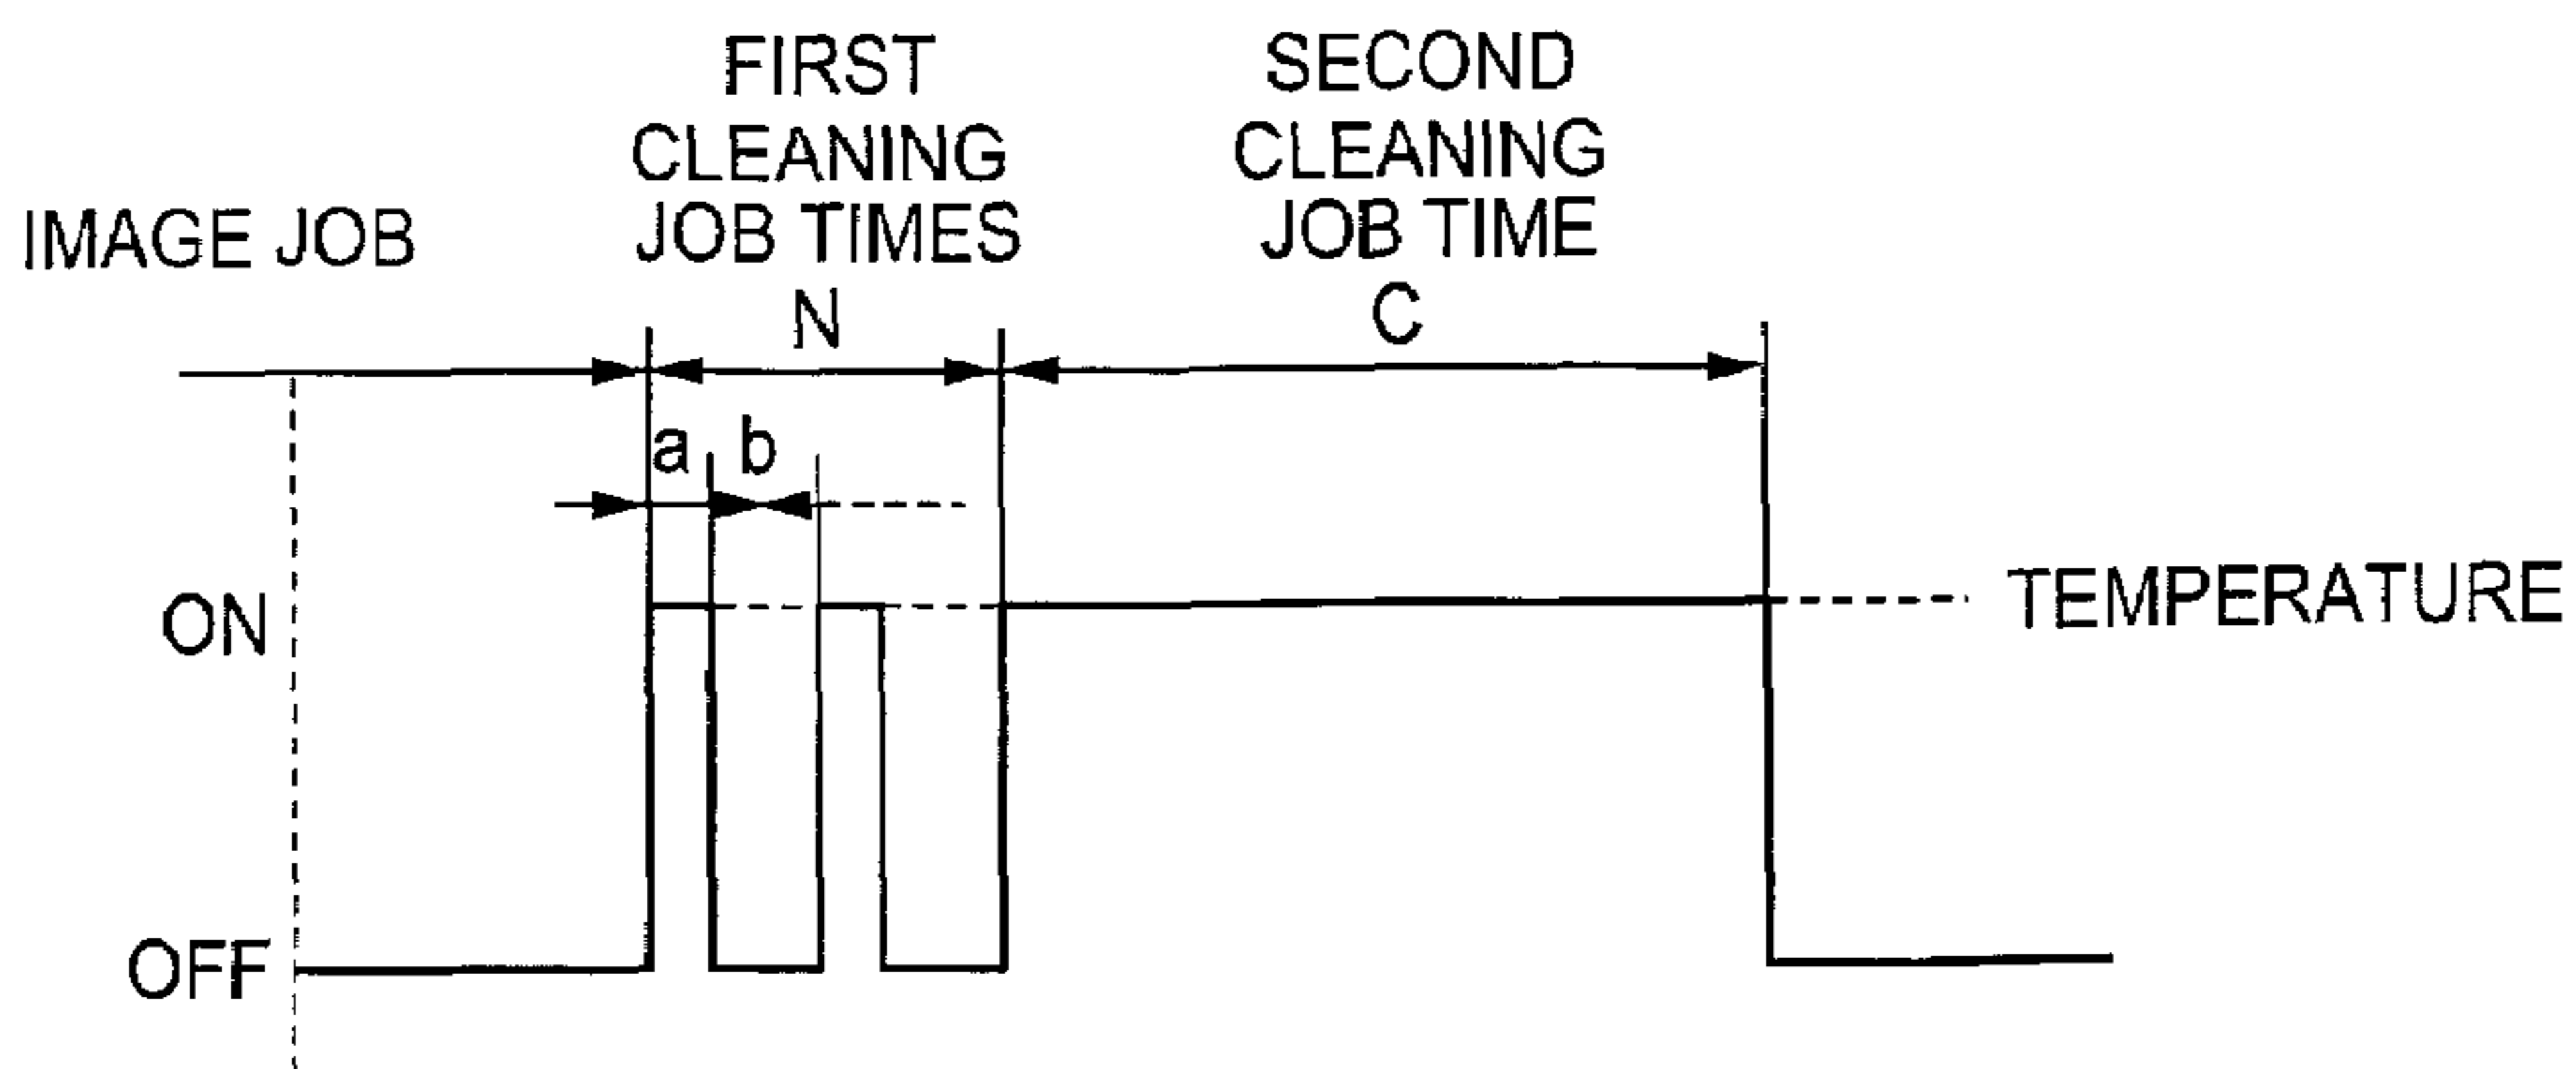 IMAGE JOB
FIRST
CLEANING
JOB TIMES
N
SECOND
CLEANING
JOB TIME
C
a
b
ON
TEMPERATURE
OFF